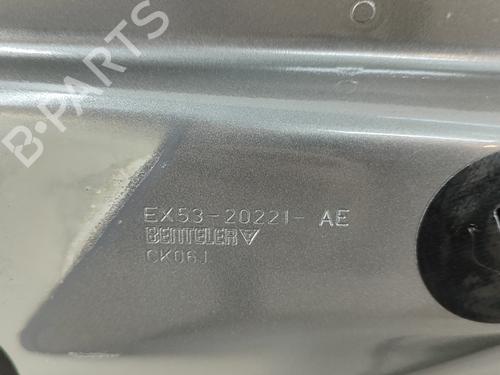 B-PARTS
EX53-20221- AE
BENTELER
CK06J